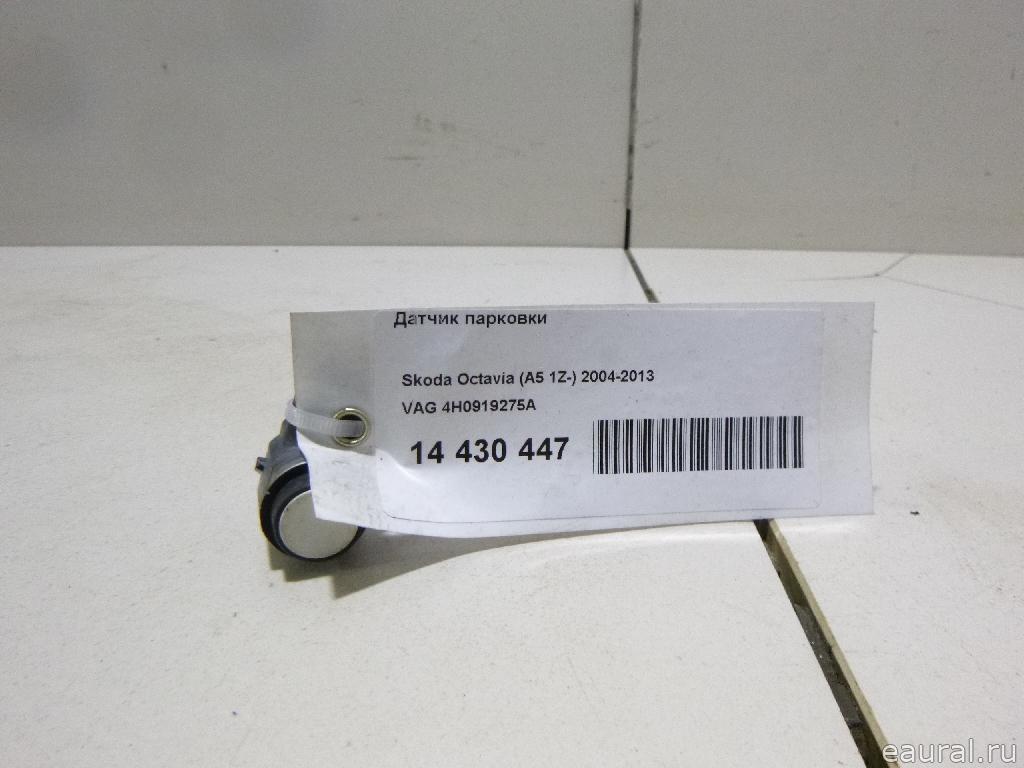 Датчик парковки
Skoda Octavia (A5 1Z-) 2004-2013
VAG 4H0919275A
14 430 447
eaural.ru